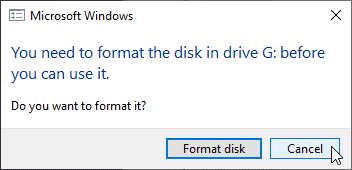 Microsoft Windows
You need to format the disk in drive G: before
you can use it.
Do you want to format it?
Format disk
Cancel